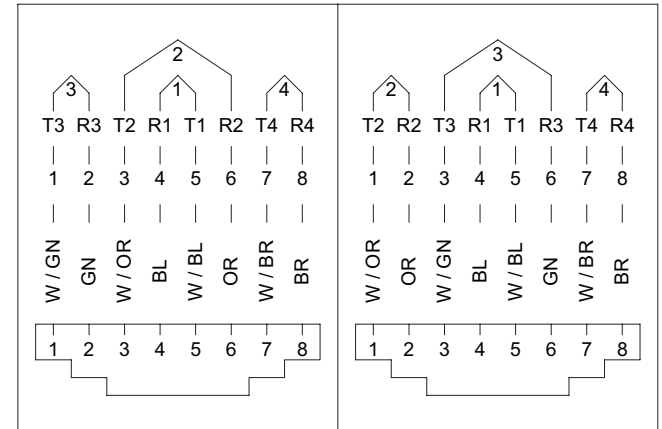 2
3 1 4
T3 R3 T2 R1 T1 R2 T4 R4
1 2 3 4 5 6 7 8
W / GN GN W / OR BL W / BL OR W / BR BR
1 2 3 4 5 6 7 8
3
2 1 4
T2 R2 T3 R1 T1 R3 T4 R4
1 2 3 4 5 6 7 8
W / OR OR W / GN BL W / BL GN W / BR BR
1 2 3 4 5 6 7 8